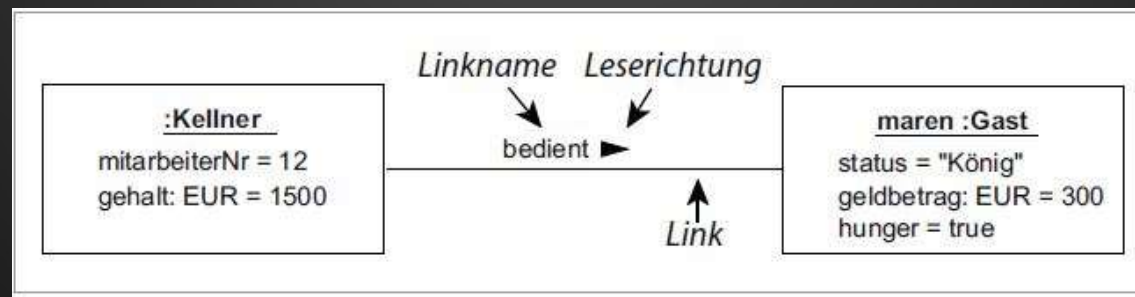 Linkname Leserichtung
:Kellner
mitarbeiterNr = 12
gehalt: EUR = 1500
bedient ►
Link
maren :Gast
status = "König"
geldbetrag: EUR = 300
hunger = true